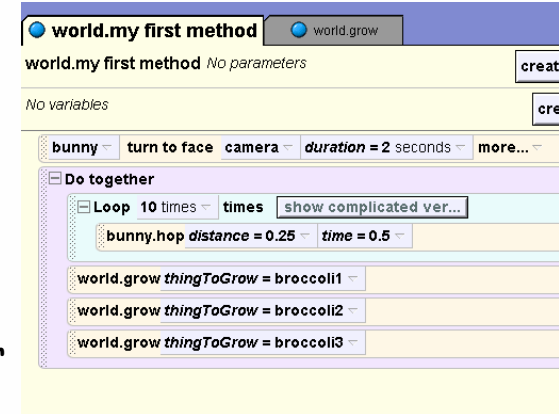 world.my first method world.grow
world.my first method No parameters creat
No variables cre
bunny turn to face camera duration = 2 seconds more...
Do together
Loop 10 times times show complicated ver...
bunny.hop distance = 0.25 time = 0.5
world.grow thingToGrow = broccoli1
world.grow thingToGrow = broccoli2
world.grow thingToGrow = broccoli3